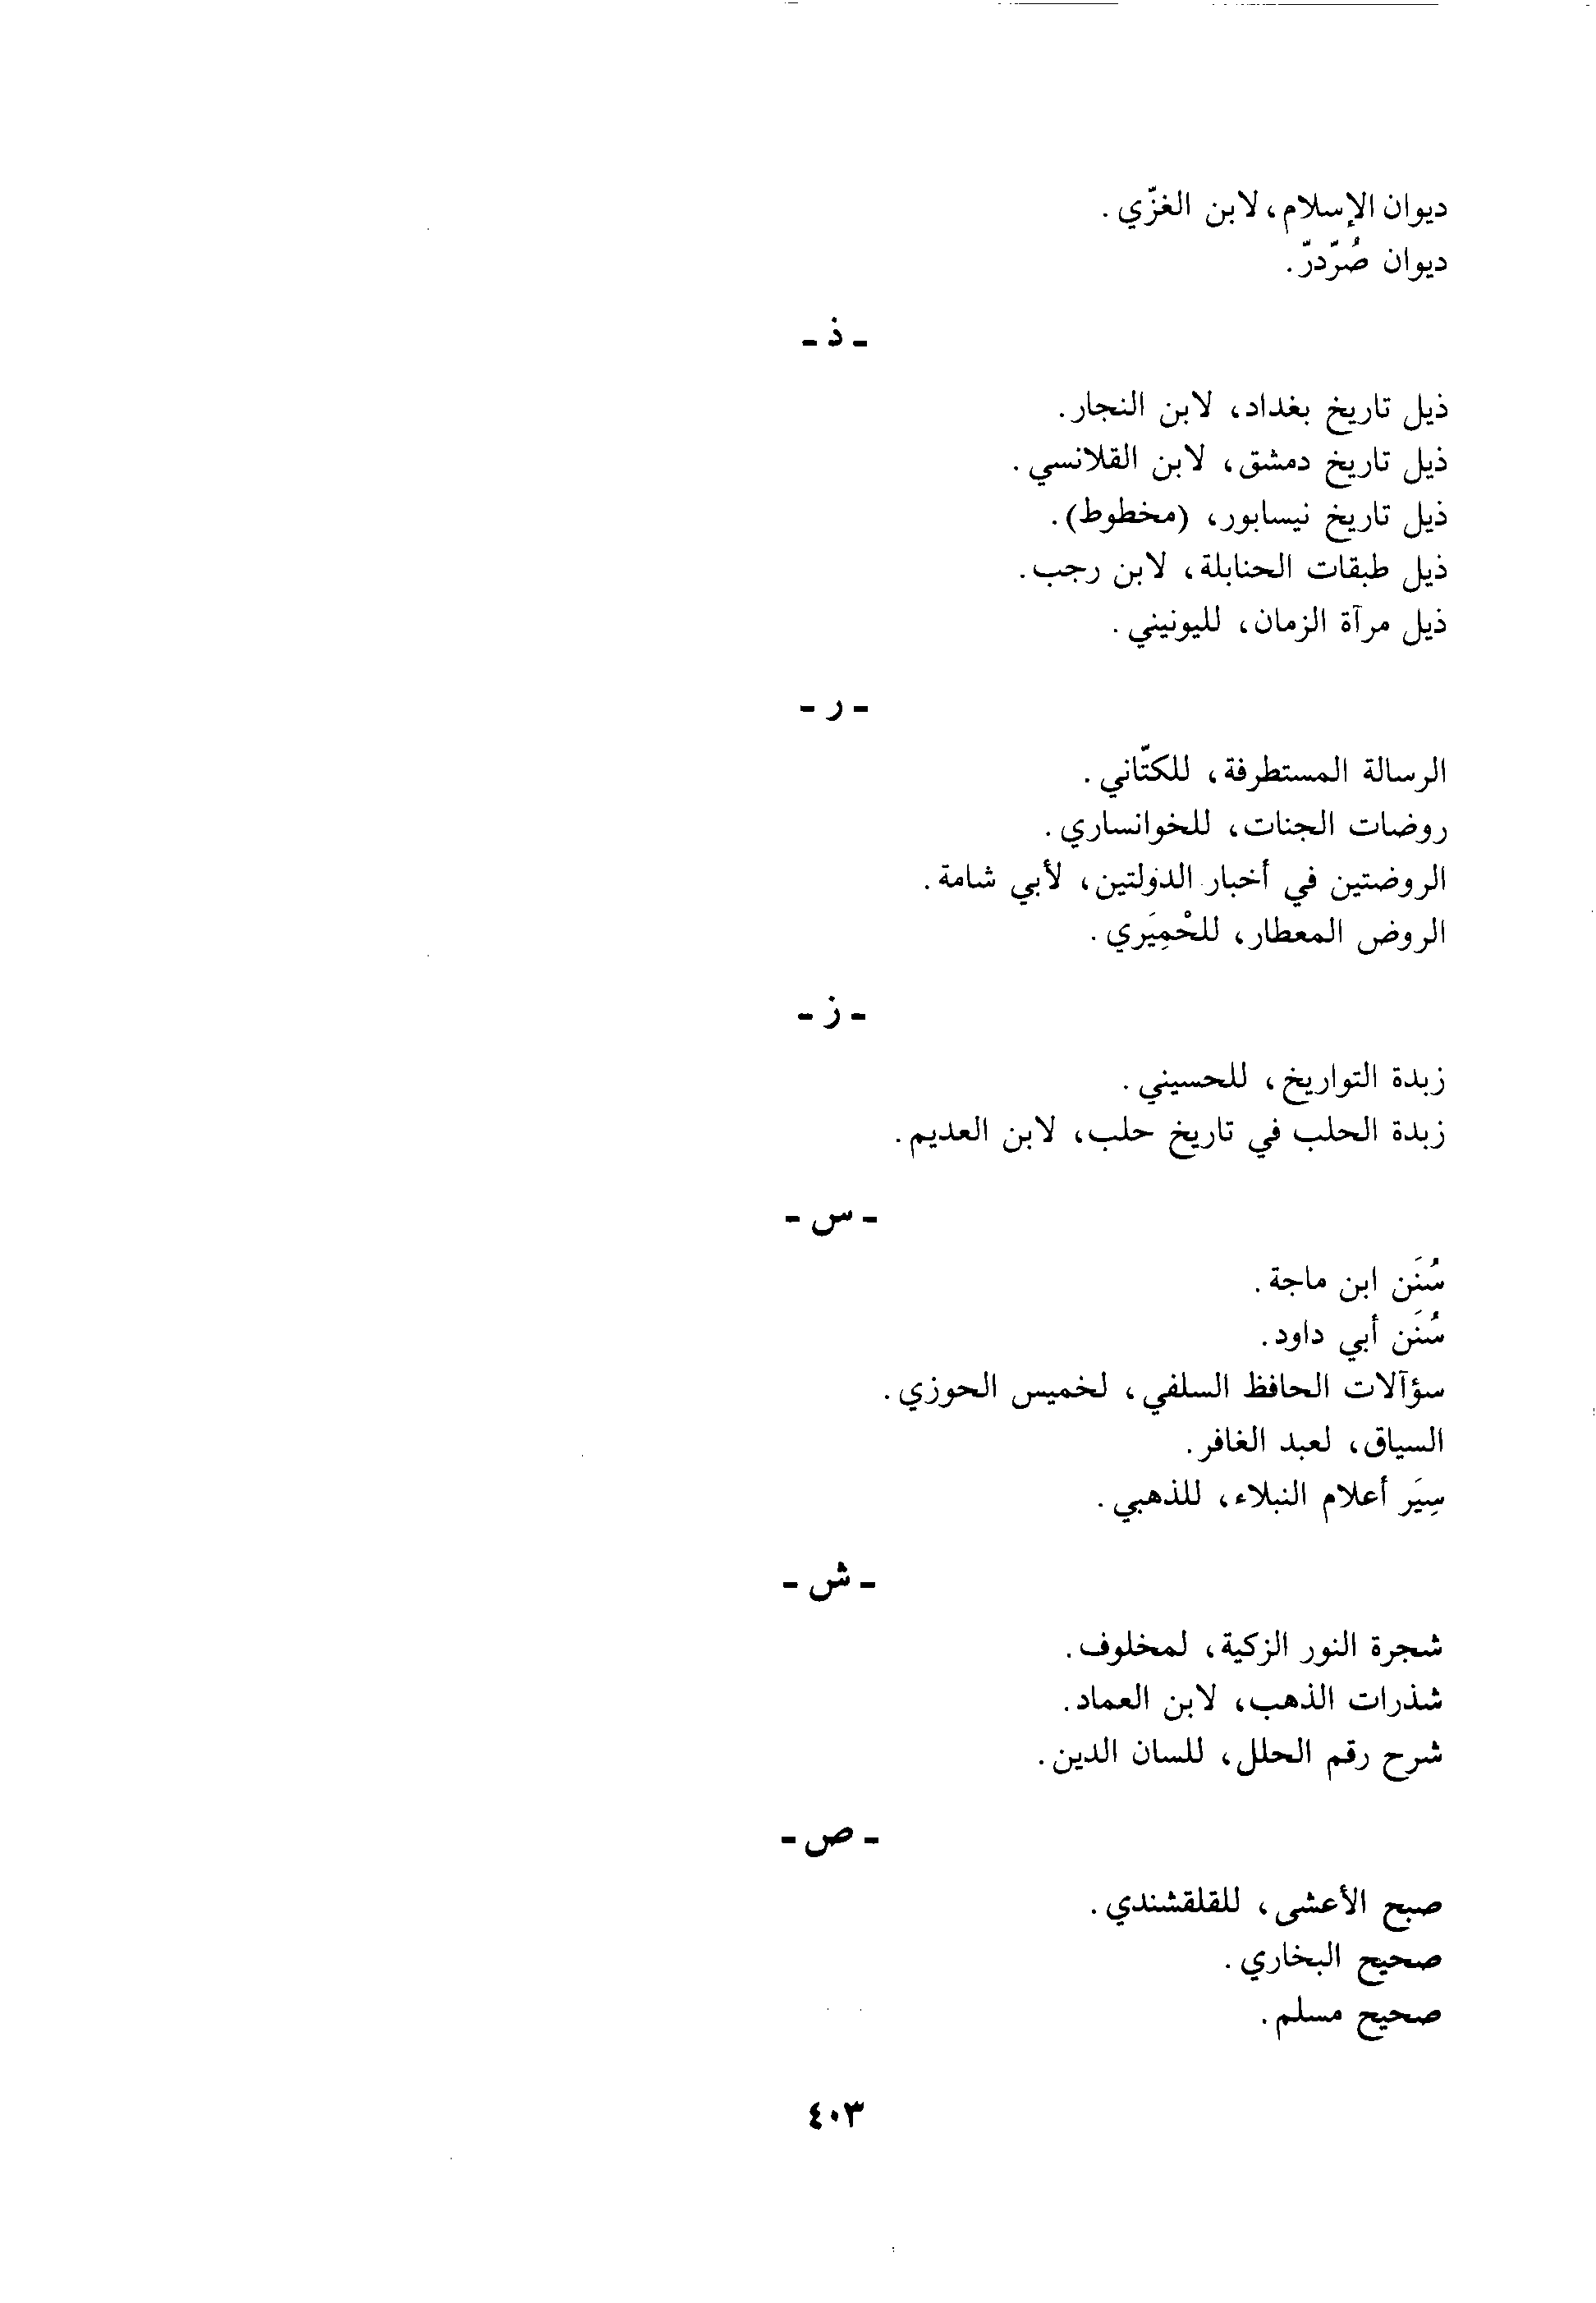 ديوان الإسلام، لابن الغزّي.
ديوان صُرّدرّ.
- ذ -
ذيل تاريخ بغداد، لابن النجار.
ذيل تاريخ دمشق، لابن القلانسي.
ذيل تاريخ نيسابور، (مخطوط).
ذيل طبقات الحنابلة، لابن رجب.
ذيل مرآة الزمان، لليونيني.
- ر -
الرسالة المستطرفة، للكتّاني.
روضات الجنات، للخوانساري.
الروضتين في أخبار الدولتين، لأبي شامة.
الروض المعطار، للحْمِيَري.
- ز -
زبدة التواريخ، للحسيني.
زبدة الحلب في تاريخ حلب، لابن العديم.
- س -
سُنَن ابن ماجة.
سُنَن أبي داود.
سؤآلات الحافظ السلفي، لخميس الحوزي.
السياق، لعبد الغافر.
سِيَر أعلام النبلاء، للذهبي.
- ش -
شجرة النور الزكية، لمخلوف.
شذرات الذهب، لابن العماد.
شرح رقم الحلل، للسان الدين.
- ص -
صبح الأعشى، للقلقشندي.
صحيح البخاري.
صحيح مسلم.
٤٠٣